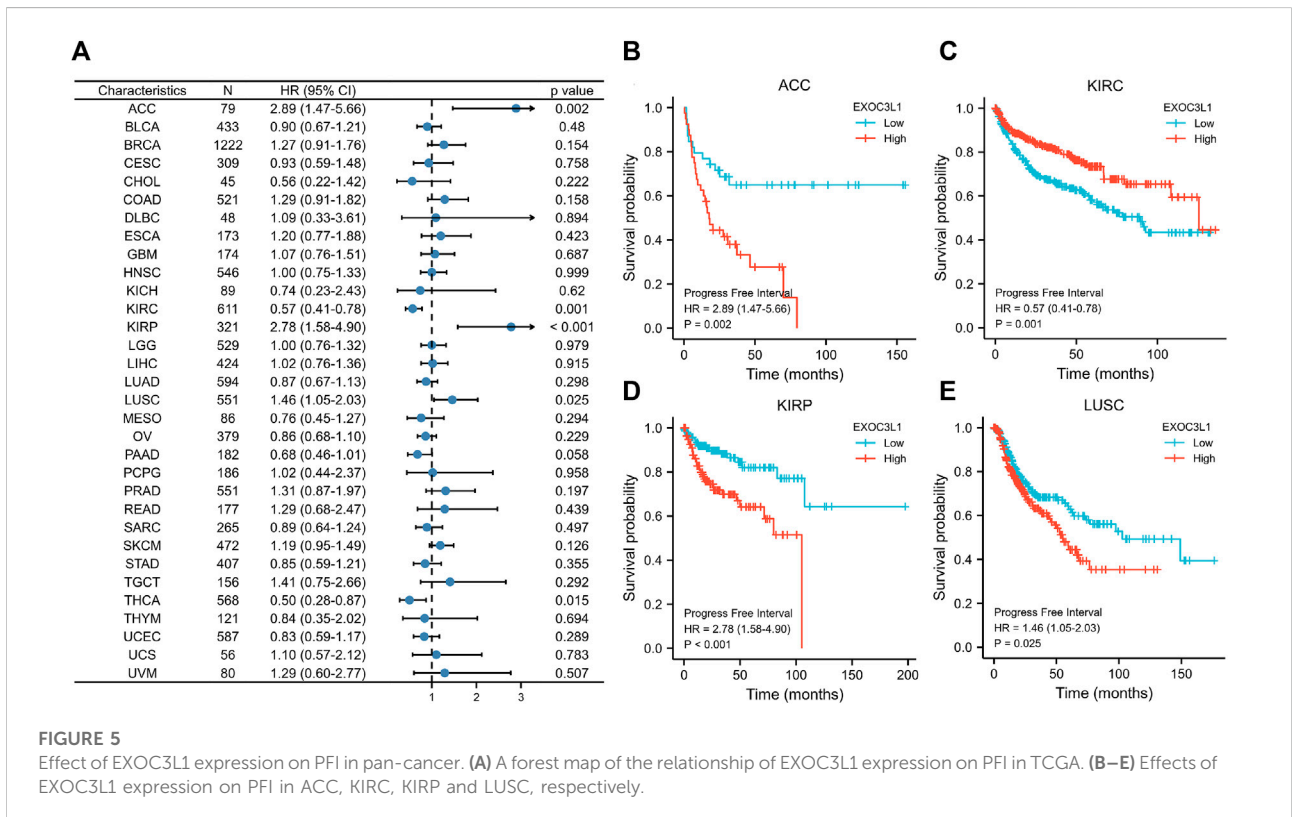 A
Characteristics N HR (95% CI) p value
ACC 79 2.89 (1.47-5.66) 0.002
BLCA 433 0.90 (0.67-1.21) 0.48
BRCA 1222 1.27 (0.91-1.76) 0.154
CESC 309 0.93 (0.59-1.48) 0.758
CHOL 45 0.56 (0.22-1.42) 0.222
COAD 521 1.29 (0.91-1.82) 0.158
DLBC 48 1.09 (0.33-3.61) 0.894
ESCA 173 1.20 (0.77-1.88) 0.423
GBM 174 1.07 (0.76-1.51) 0.687
HNSC 546 1.00 (0.75-1.33) 0.999
KICH 89 0.74 (0.23-2.43) 0.62
KIRC 611 0.57 (0.41-0.78) 0.001
KIRP 321 2.78 (1.58-4.90) < 0.001
LGG 529 1.00 (0.76-1.32) 0.979
LIHC 424 1.02 (0.76-1.36) 0.915
LUAD 594 0.87 (0.67-1.13) 0.298
LUSC 551 1.46 (1.05-2.03) 0.025
MESO 86 0.76 (0.45-1.27) 0.294
OV 379 0.86 (0.68-1.10) 0.229
PAAD 182 0.68 (0.46-1.01) 0.058
PCPG 186 1.02 (0.44-2.37) 0.958
PRAD 551 1.31 (0.87-1.97) 0.197
READ 177 1.29 (0.68-2.47) 0.439
SARC 265 0.89 (0.64-1.24) 0.497
SKCM 472 1.19 (0.95-1.49) 0.126
STAD 407 0.85 (0.59-1.21) 0.355
TGCT 156 1.41 (0.75-2.66) 0.292
THCA 568 0.50 (0.28-0.87) 0.015
THYM 121 0.84 (0.35-2.02) 0.694
UCEC 587 0.83 (0.59-1.17) 0.289
UCS 56 1.10 (0.57-2.12) 0.783
UVM 80 1.29 (0.60-2.77) 0.507
1 2 3
B
ACC
EXOC3L1
Low
High
1.0
0.8
0.6
0.4
0.2
0.0
Survival probability
Progress Free Interval
HR = 2.89 (1.47-5.66)
P = 0.002
0 50 100 150
Time (months)
C
KIRC
EXOC3L1
Low
High
1.0
0.8
0.6
0.4
0.2
0.0
Survival probability
Progress Free Interval
HR = 0.57 (0.41-0.78)
P = 0.001
0 50 100
Time (months)
D
KIRP
EXOC3L1
Low
High
1.0
0.8
0.6
0.4
0.2
0.0
Survival probability
Progress Free Interval
HR = 2.78 (1.58-4.90)
P < 0.001
0 50 100 150 200
Time (months)
E
LUSC
EXOC3L1
Low
High
1.0
0.8
0.6
0.4
0.2
0.0
Survival probability
Progress Free Interval
HR = 1.46 (1.05-2.03)
P = 0.025
0 50 100 150
Time (months)
FIGURE 5
Effect of EXOC3L1 expression on PFI in pan-cancer. (A) A forest map of the relationship of EXOC3L1 expression on PFI in TCGA. (B–E) Effects of
EXOC3L1 expression on PFI in ACC, KIRC, KIRP and LUSC, respectively.